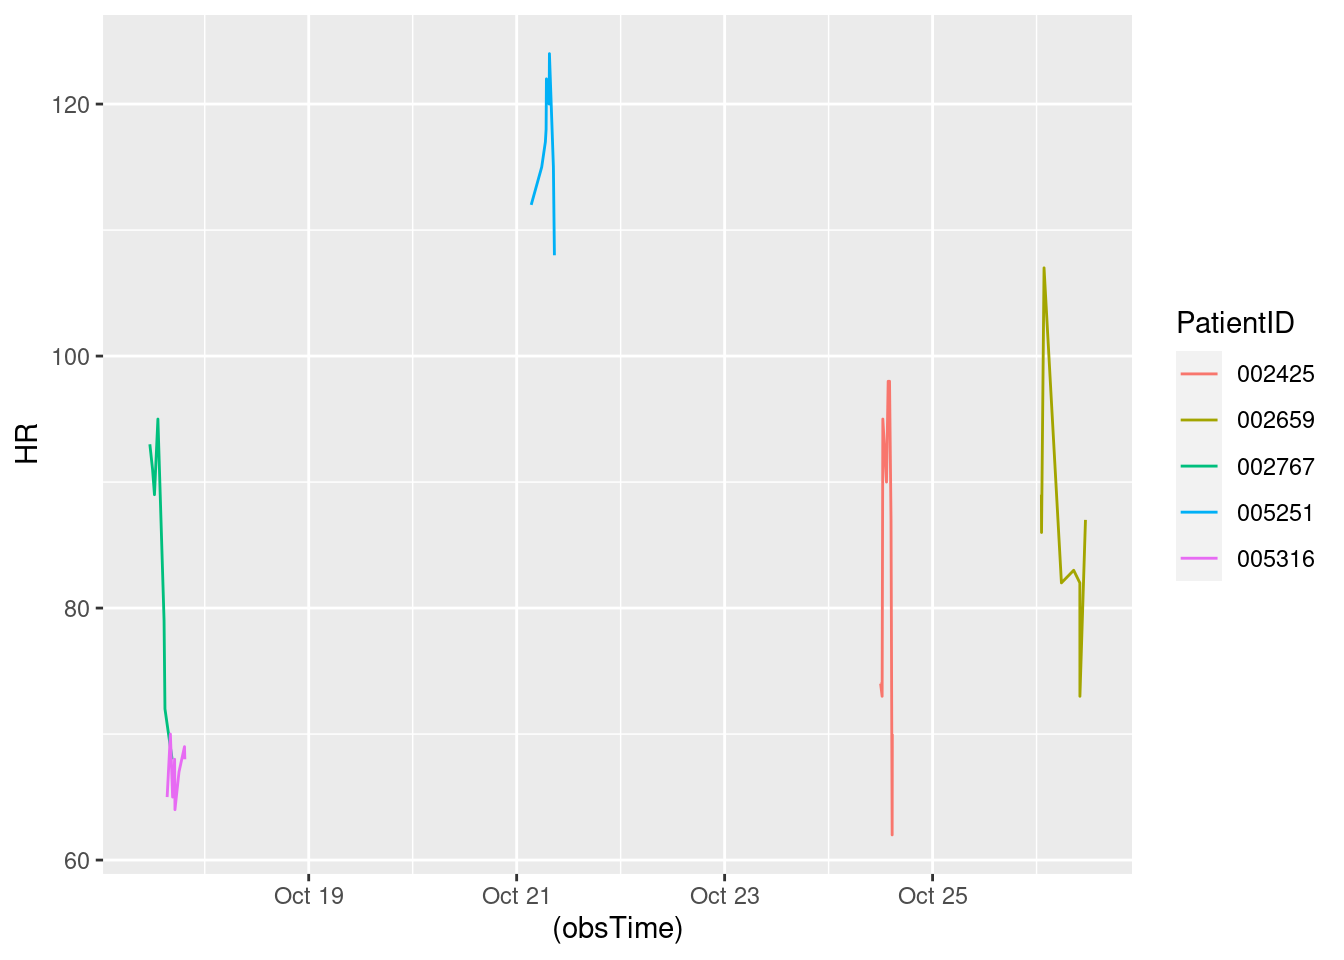 120
100
80
60
HR
Oct 19
Oct 21
Oct 23
Oct 25
(obsTime)
PatientID
002425
002659
002767
005251
005316